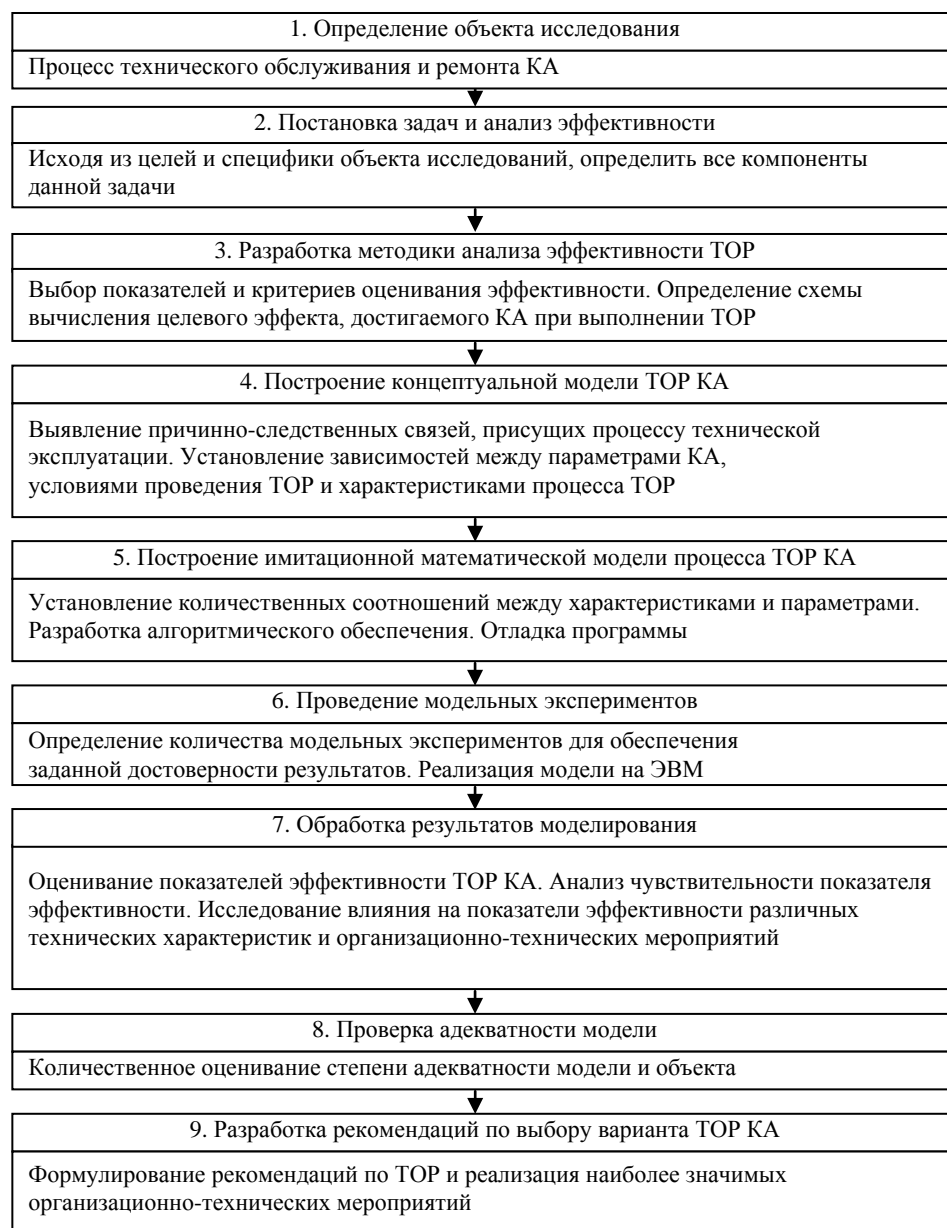 1. Определение объекта исследования
Процесс технического обслуживания и ремонта КА
2. Постановка задач и анализ эффективности
Исходя из целей и специфики объекта исследований, определить все компоненты
данной задачи
3. Разработка методики анализа эффективности ТОР
Выбор показателей и критериев оценивания эффективности. Определение схемы
вычисления целевого эффекта, достигаемого КА при выполнении ТОР
4. Построение концептуальной модели ТОР КА
Выявление причинно-следственных связей, присущих процессу технической
эксплуатации. Установление зависимостей между параметрами КА,
условиями проведения ТОР и характеристиками процесса ТОР
5. Построение имитационной математической модели процесса ТОР КА
Установление количественных соотношений между характеристиками и параметрами.
Разработка алгоритмического обеспечения. Отладка программы
6. Проведение модельных экспериментов
Определение количества модельных экспериментов для обеспечения
заданной достоверности результатов. Реализация модели на ЭВМ
7. Обработка результатов моделирования
Оценивание показателей эффективности ТОР КА. Анализ чувствительности показателя
эффективности. Исследование влияния на показатели эффективности различных
технических характеристик и организационно-технических мероприятий
8. Проверка адекватности модели
Количественное оценивание степени адекватности модели и объекта
9. Разработка рекомендаций по выбору варианта ТОР КА
Формулирование рекомендаций по ТОР и реализация наиболее значимых
организационно-технических мероприятий